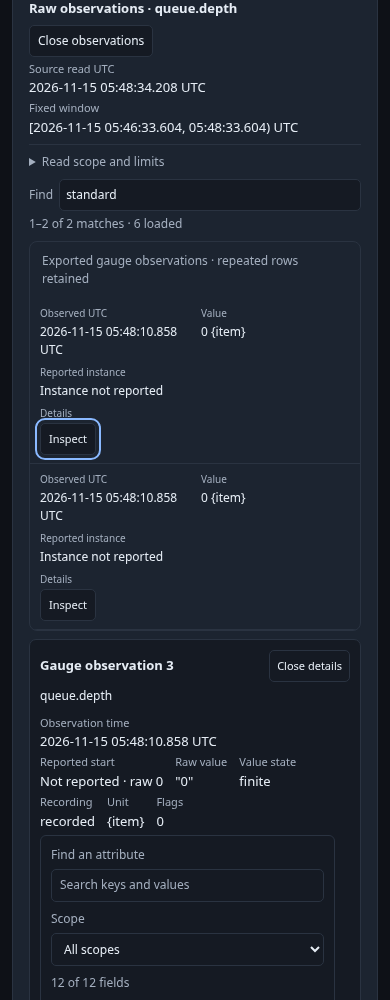 Raw observations · queue.depth
Close observations
Source read UTC
2026-11-15 05:48:34.208 UTC
Fixed window
[2026-11-15 05:46:33.604, 05:48:33.604) UTC
Read scope and limits
Find standard
1–2 of 2 matches · 6 loaded
Exported gauge observations · repeated rows
retained
Observed UTC Value
2026-11-15 05:48:10.858 0 {item}
UTC
Reported instance
Instance not reported
Details
Inspect
Observed UTC Value
2026-11-15 05:48:10.858 0 {item}
UTC
Reported instance
Instance not reported
Details
Inspect
Gauge observation 3 Close details
queue.depth
Observation time
2026-11-15 05:48:10.858 UTC
Reported start Raw value Value state
Not reported · raw 0 "0" finite
Recording Unit Flags
recorded {item} 0
Find an attribute
Search keys and values
Scope
All scopes
12 of 12 fields